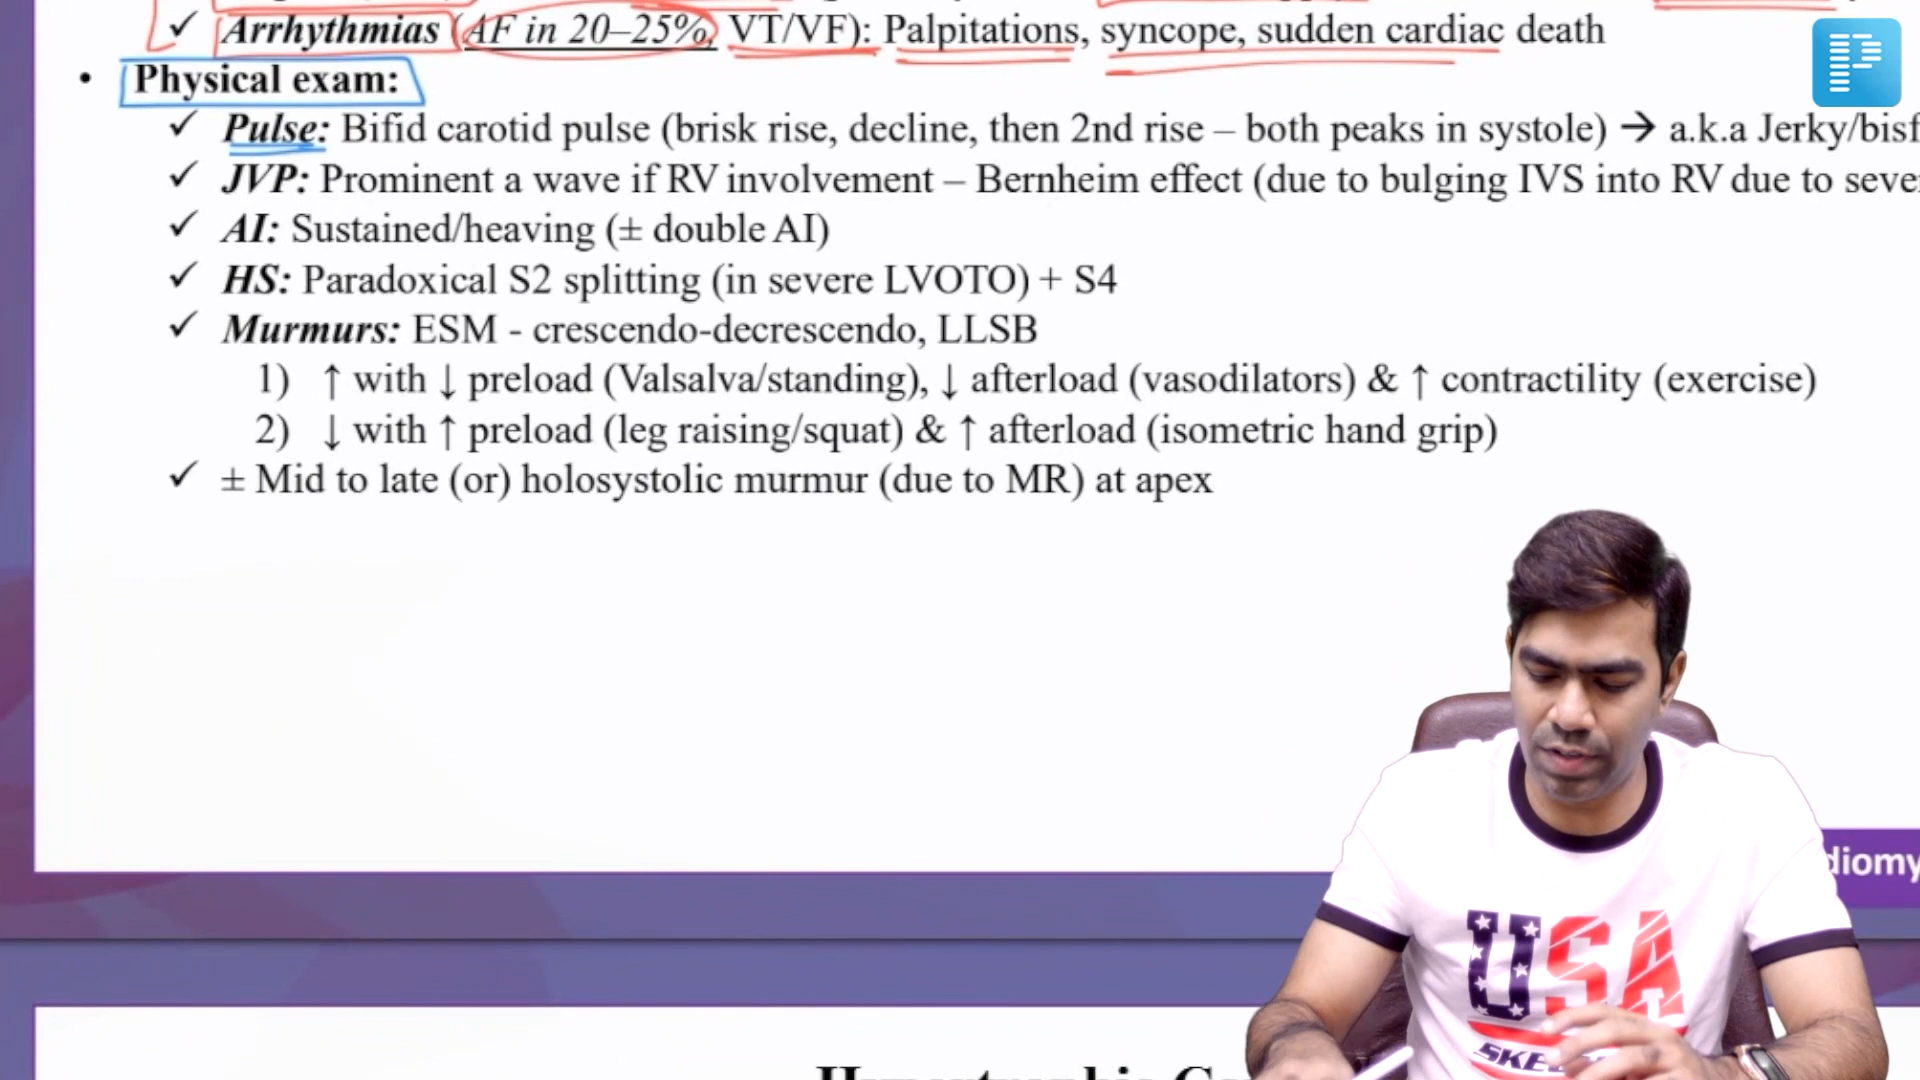 ✓ Arrhythmias (AF in 20–25%, VT/VF): Palpitations, syncope, sudden cardiac death
• Physical exam:
✓ Pulse: Bifid carotid pulse (brisk rise, decline, then 2nd rise – both peaks in systole) → a.k.a Jerky/bisf
✓ JVP: Prominent a wave if RV involvement – Bernheim effect (due to bulging IVS into RV due to seve
✓ AI: Sustained/heaving (± double AI)
✓ HS: Paradoxical S2 splitting (in severe LVOTO) + S4
✓ Murmurs: ESM - crescendo-decrescendo, LLSB
1) ↑ with ↓ preload (Valsalva/standing), ↓ afterload (vasodilators) & ↑ contractility (exercise)
2) ↓ with ↑ preload (leg raising/squat) & ↑ afterload (isometric hand grip)
✓ ± Mid to late (or) holosystolic murmur (due to MR) at apex
diomy
USA